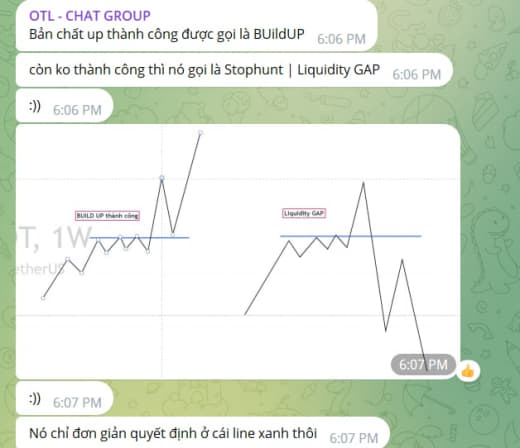 OTL - CHAT GROUP
Bản chất up thành công được gọi là BUildUP 6:06 PM
còn ko thành công thì nó gọi là Stophunt | Liquidity GAP 6:06 PM
:)) 6:06 PM
BUILD UP thành công
Liquidity GAP
T, 1W
etherUS
6:07 PM
:)) 6:07 PM
Nó chỉ đơn giản quyết định ở cái line xanh thôi 6:07 PM